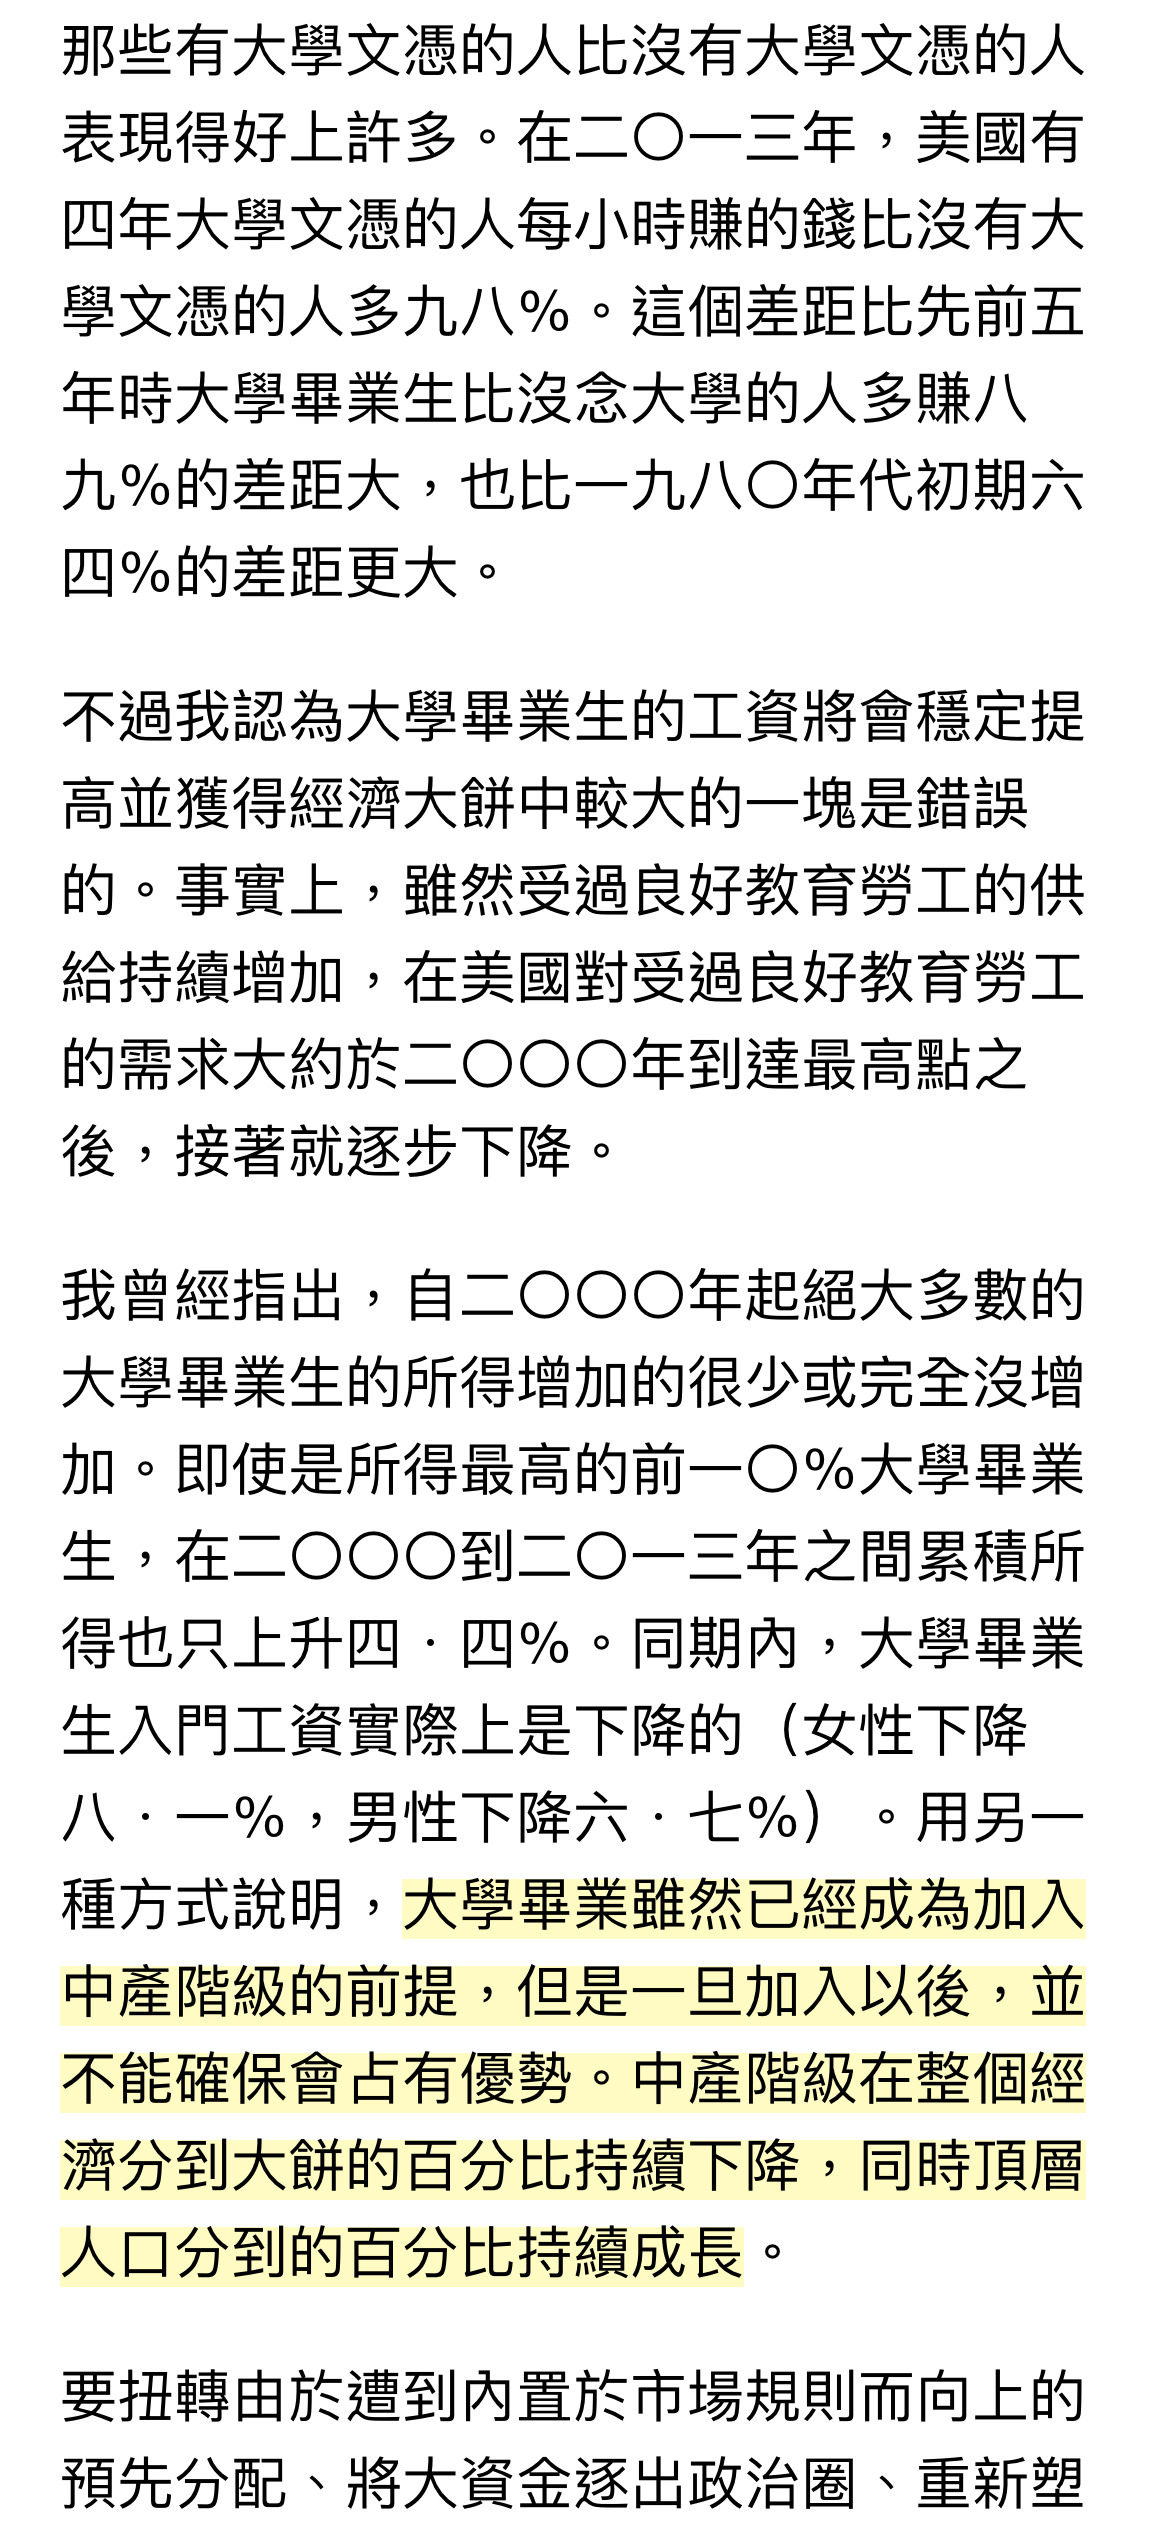 那些有大學文憑的人比沒有大學文憑的人
表現得好上許多。在二〇一三年，美國有
四年大學文憑的人每小時賺的錢比沒有大
學文憑的人多九八%。這個差距比先前五
年時大學畢業生比沒念大學的人多賺八
九%的差距大，也比一九八〇年代初期六
四%的差距更大。
不過我認為大學畢業生的工資將會穩定提
高並獲得經濟大餅中較大的一塊是錯誤
的。事實上，雖然受過良好教育勞工的供
給持續增加，在美國對受過良好教育勞工
的需求大約於二〇〇〇年到達最高點之
後，接著就逐步下降。
我曾經指出，自二〇〇〇年起絕大多數的
大學畢業生的所得增加的很少或完全沒增
加。即使是所得最高的前一〇%大學畢業
生，在二〇〇〇到二〇一三年之間累積所
得也只上升四．四%。同期內，大學畢業
生入門工資實際上是下降的（女性下降
八．一%，男性下降六．七%）。用另一
種方式說明，大學畢業雖然已經成為加入
中產階級的前提，但是一旦加入以後，並
不能確保會占有優勢。中產階級在整個經
濟分到大餅的百分比持續下降，同時頂層
人口分到的百分比持續成長。
要扭轉由於遭到內置於市場規則而向上的
預先分配、將大資金逐出政治圈、重新塑